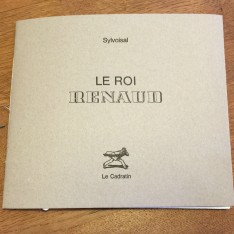 Sylvoisal
LE ROI
RENAUD
Le Cadratin